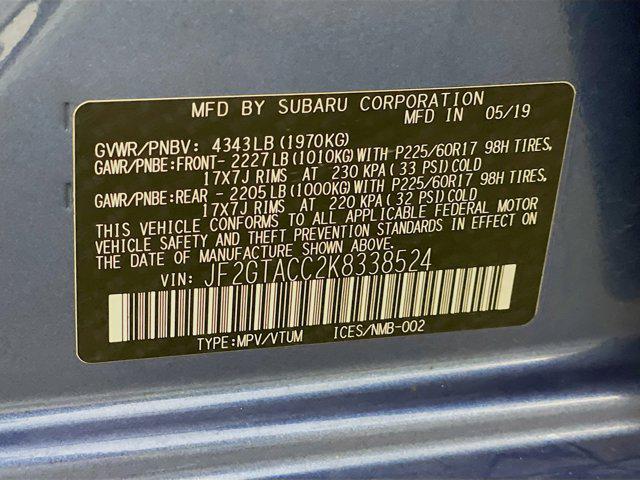 MFD BY SUBARU CORPORATION
MFD IN 05/19
GVWR/PNBV: 4343LB(1970KG)
GAWR/PNBE:FRONT- 2227LB(1010KG)WITH P225/60R17 98H TIRES,
17X7J RIMS AT 230 KPA(33 PSI)COLD
GAWR/PNBE:REAR - 2205LB(1000KG)WITH P225/60R17 98H TIRES,
17X7J RIMS AT 220 KPA(32 PSI)COLD
THIS VEHICLE CONFORMS TO ALL APPLICABLE FEDERAL MOTOR
VEHICLE SAFETY AND THEFT PREVENTION STANDARDS IN EFFECT ON
THE DATE OF MANUFACTURE SHOWN ABOVE.
VIN: JF2GTACC2K8338524
TYPE:MPV/VTUM ICES/NMB-002